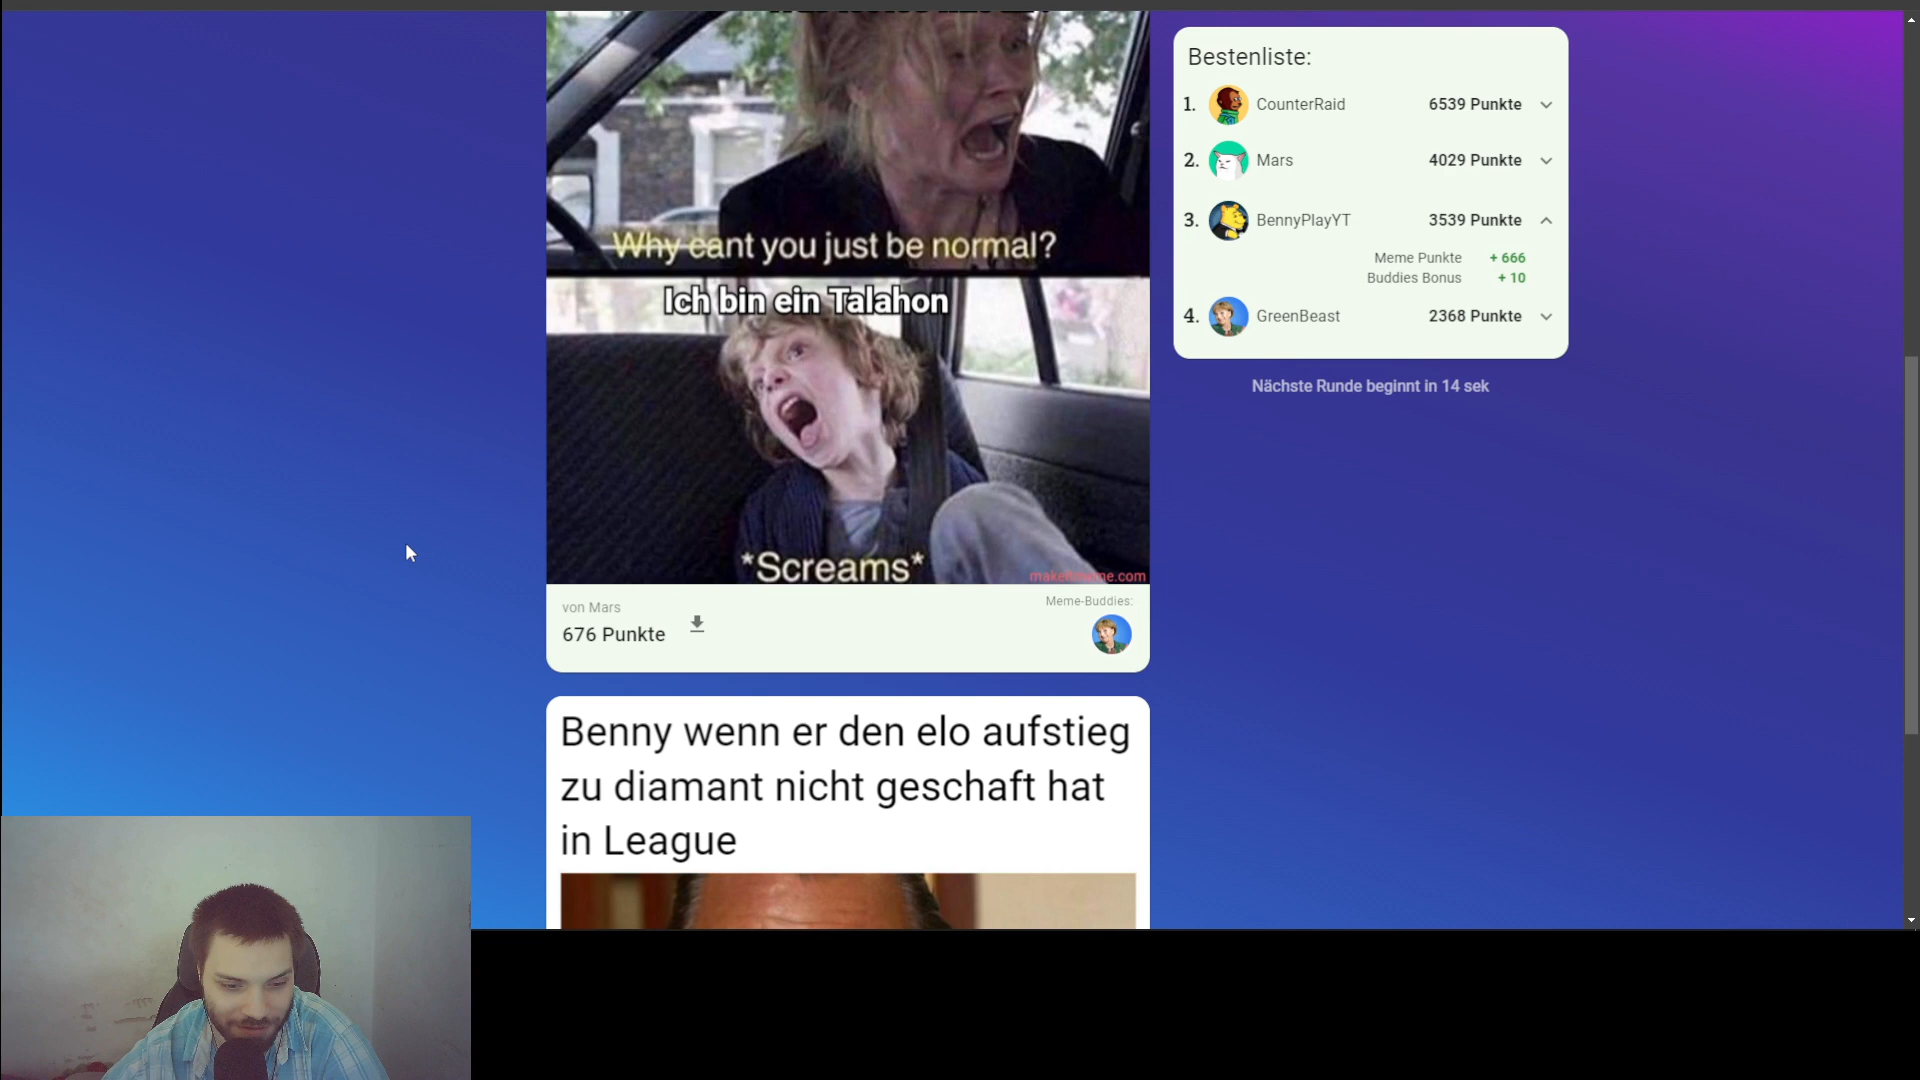 Why cant you just be normal?
Ich bin ein Talahon
*Screams*
von Mars
676 Punkte
Meme-Buddies:
Benny wenn er den elo aufstieg
zu diamant nicht geschaft hat
in League
Bestenliste:
1. CounterRaid 6539 Punkte
2. Mars 4029 Punkte
3. BennyPlayYT 3539 Punkte
Meme Punkte + 666
Buddies Bonus + 10
4. GreenBeast 2368 Punkte
Nächste Runde beginnt in 14 sek